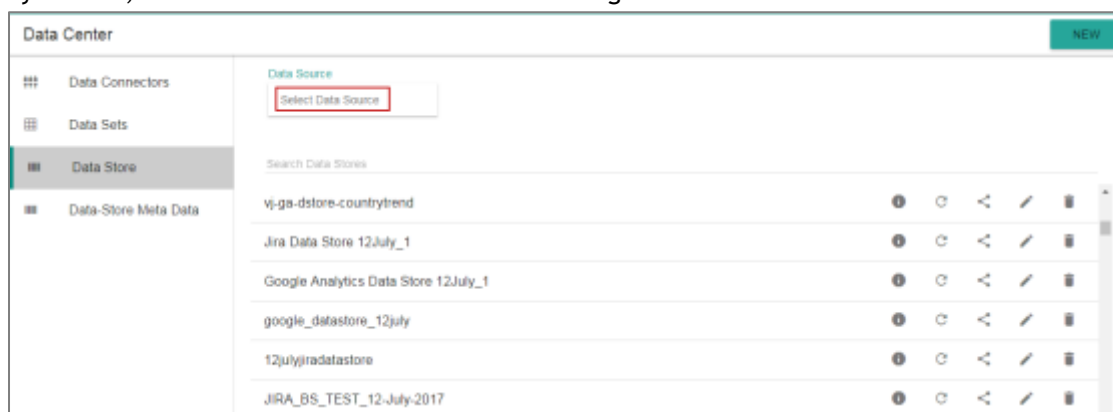 Data Center
NEW
Data Connectors
Data Sets
Data Store
Data-Store Meta Data
Data Source
Select Data Source
Search Data Stores
vj-ga-dstore-countrytrend
Jira Data Store 12July_1
Google Analytics Data Store 12July_1
google_datastore_12july
12julyjiradatastore
JIRA_BS_TEST_12-July-2017